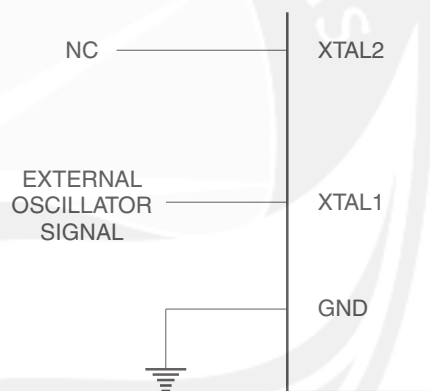 NC
XTAL2
EXTERNAL
OSCILLATOR
SIGNAL
XTAL1
GND